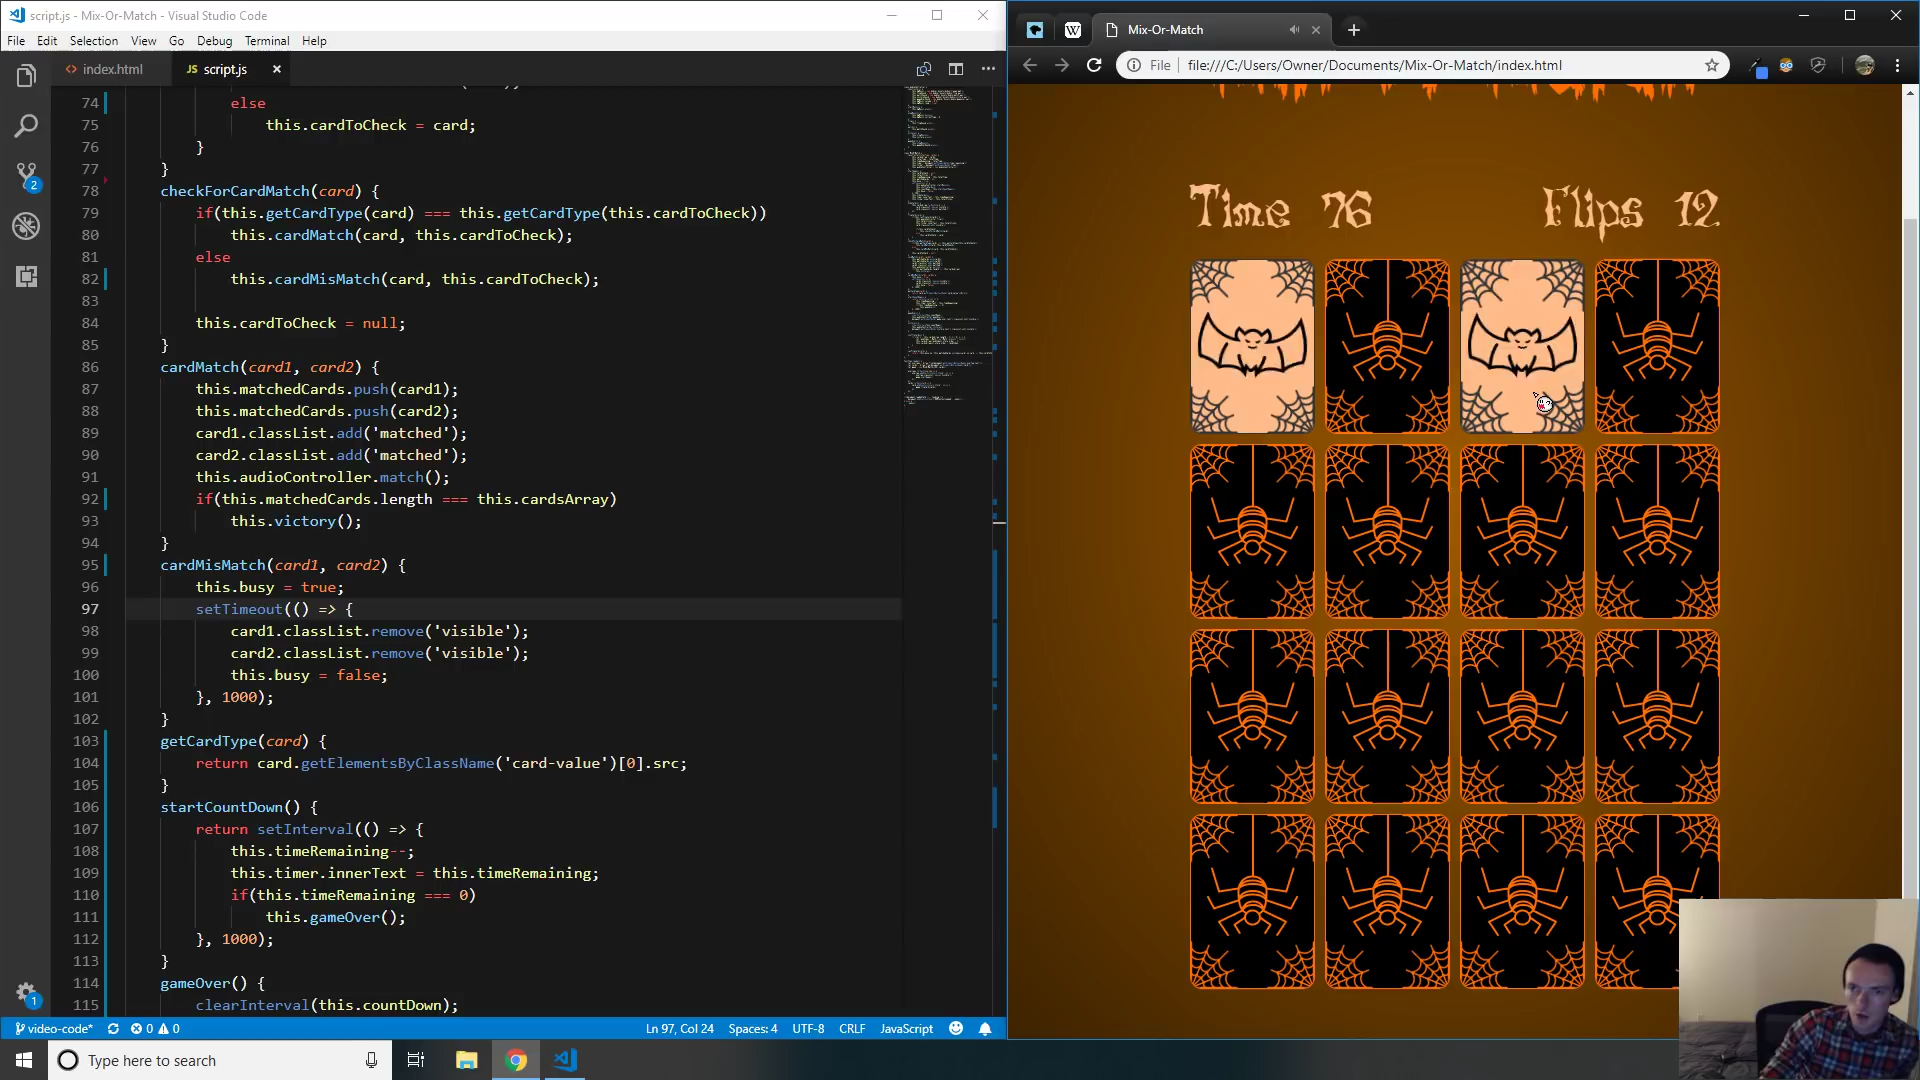 script.js - Mix-Or-Match - Visual Studio Code
File Edit Selection View Go Debug Terminal Help
index.html
JS script.js
74 else
75 this.cardToCheck = card;
76 }
77 }
78 checkForCardMatch(card) {
79 if(this.getCardType(card) === this.getCardType(this.cardToCheck))
80 this.cardMatch(card, this.cardToCheck);
81 else
82 this.cardMisMatch(card, this.cardToCheck);
83
84 this.cardToCheck = null;
85 }
86 cardMatch(card1, card2) {
87 this.matchedCards.push(card1);
88 this.matchedCards.push(card2);
89 card1.classList.add('matched');
90 card2.classList.add('matched');
91 this.audioController.match();
92 if(this.matchedCards.length === this.cardsArray)
93 this.victory();
94 }
95 cardMisMatch(card1, card2) {
96 this.busy = true;
97 setTimeout(() => {
98 card1.classList.remove('visible');
99 card2.classList.remove('visible');
100 this.busy = false;
101 }, 1000);
102 }
103 getCardType(card) {
104 return card.getElementsByClassName('card-value')[0].src;
105 }
106 startCountDown() {
107 return setInterval(() => {
108 this.timeRemaining--;
109 this.timer.innerText = this.timeRemaining;
110 if(this.timeRemaining === 0)
111 this.gameOver();
112 }, 1000);
113 }
114 gameOver() {
115 clearInterval(this.countDown);
2
1
video-code* 0 0 Ln 97, Col 24 Spaces: 4 UTF-8 CRLF JavaScript
Type here to search
W Mix-Or-Match
File file:///C:/Users/Owner/Documents/Mix-Or-Match/index.html
Time 76 Flips 12